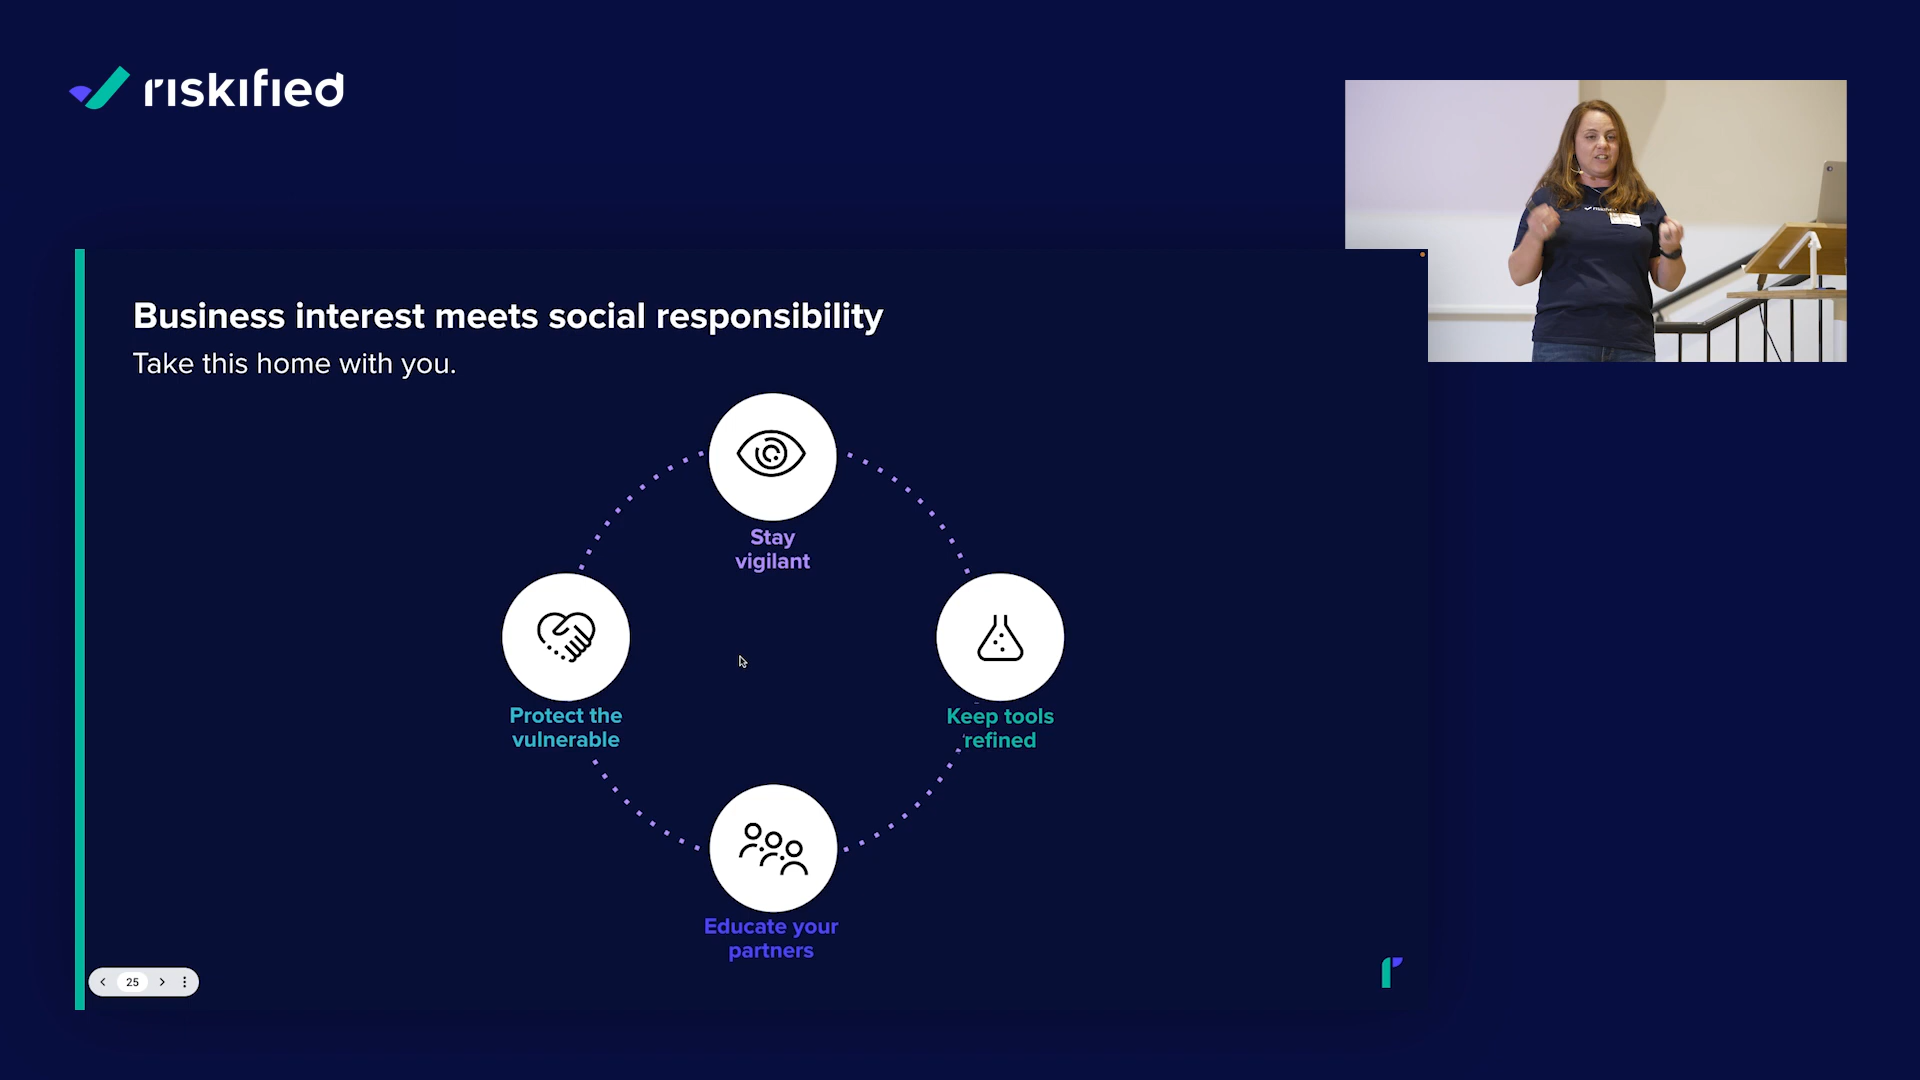 riskified
Business interest meets social responsibility
Take this home with you.
Stay
vigilant
Protect the
vulnerable
Keep tools
refined
Educate your
partners
25